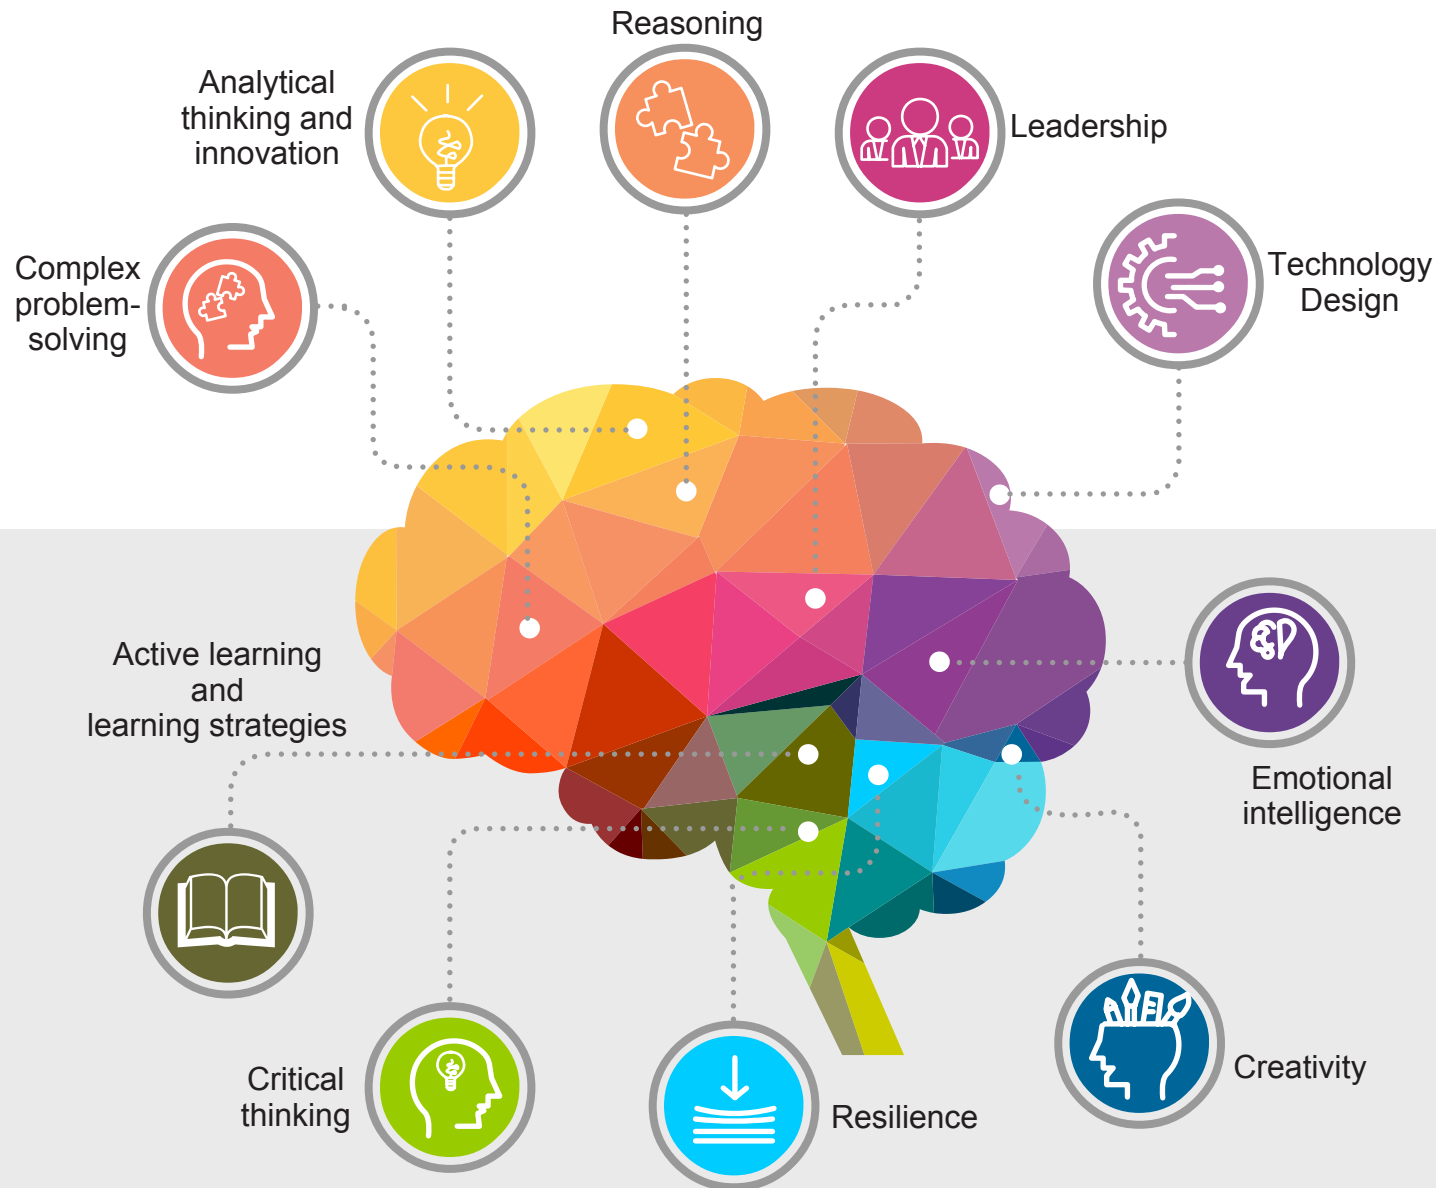 Reasoning
Analytical
thinking and
innovation
Leadership
Complex
problem-
solving
Technology
Design
Active learning
and
learning strategies
Emotional
intelligence
Critical
thinking
Resilience
Creativity